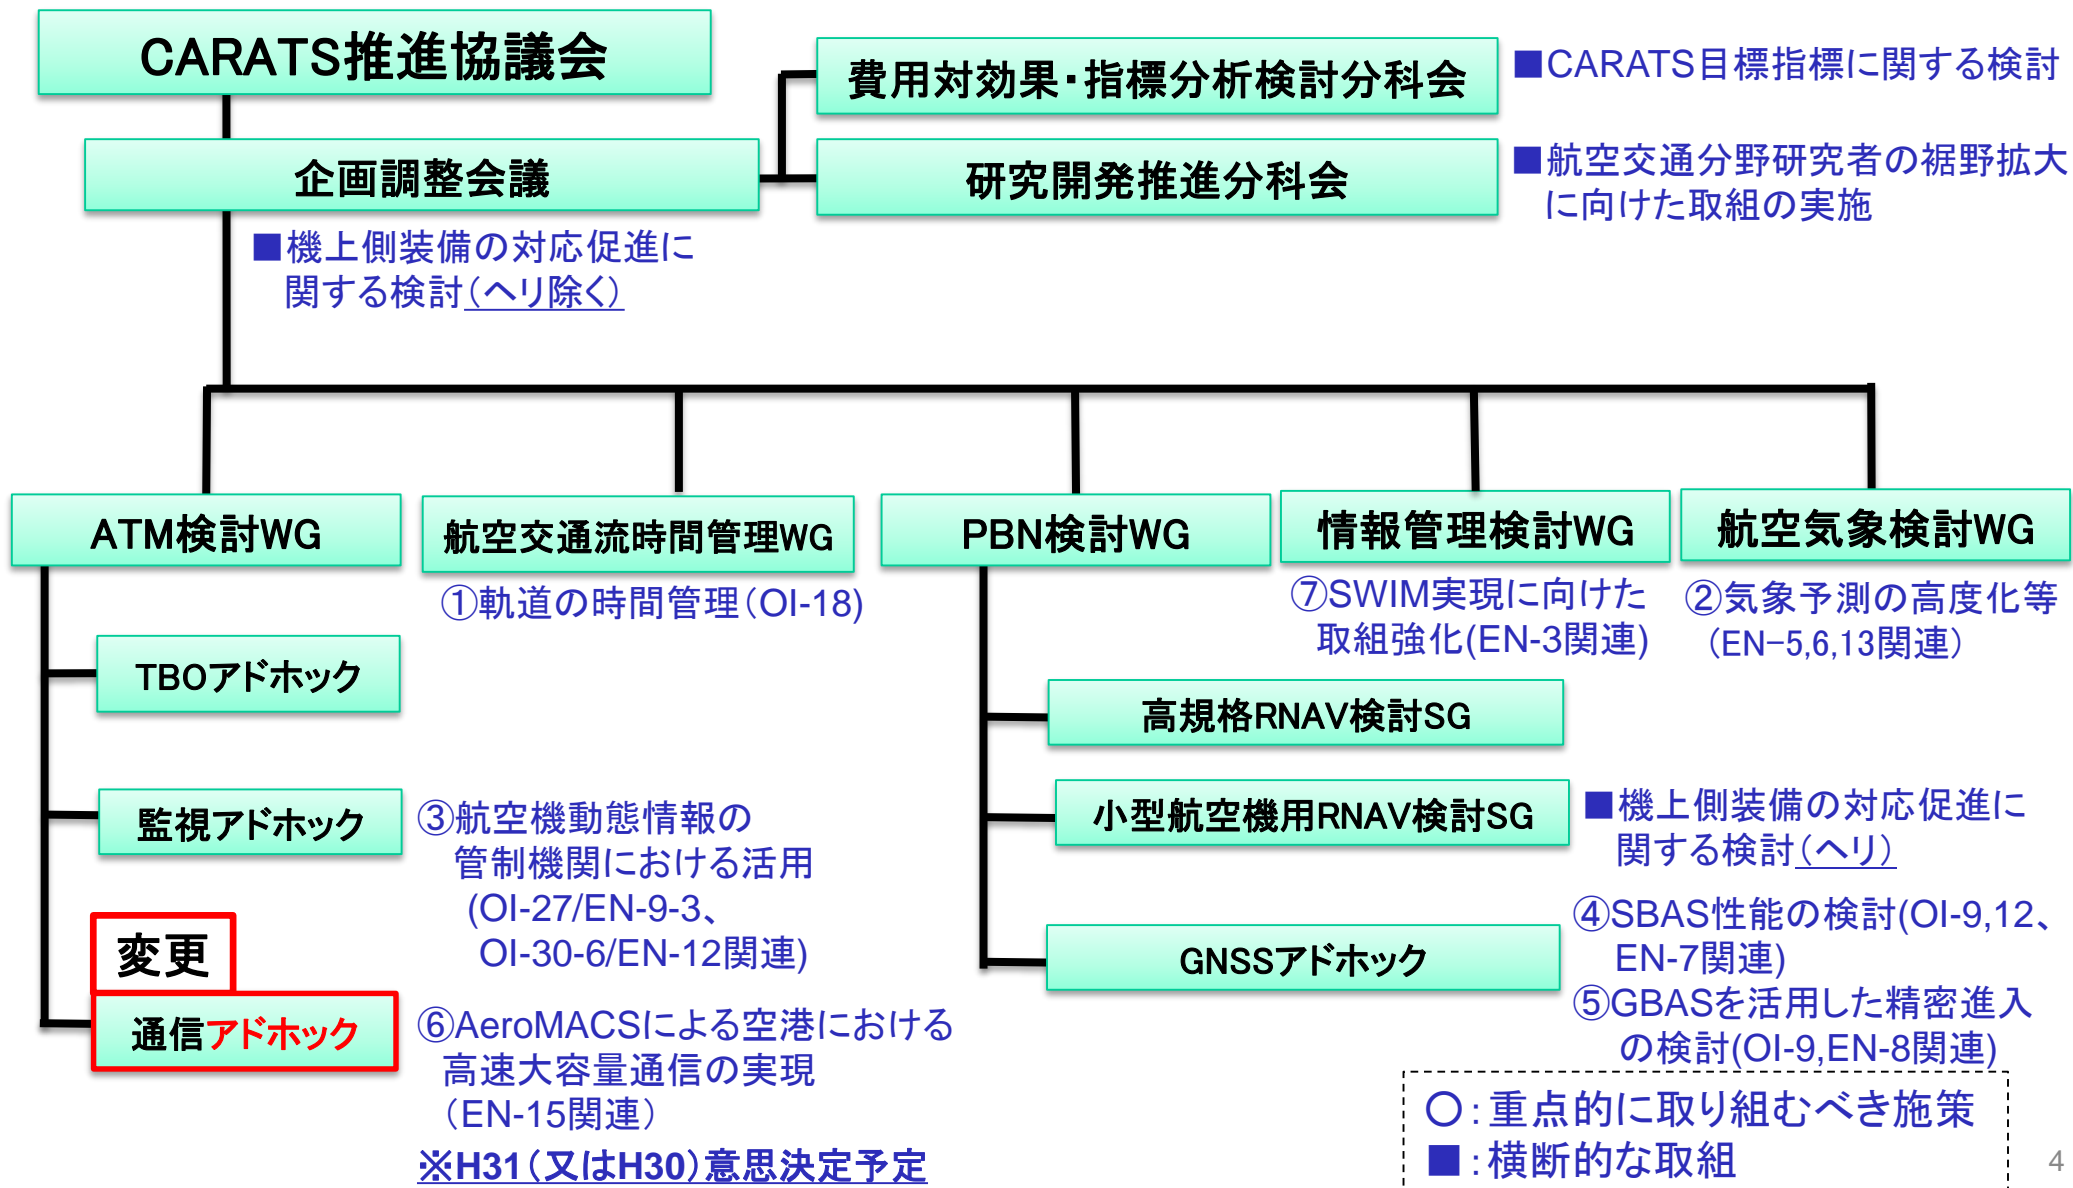 CARATS推進協議会
費用対効果・指標分析検討分科会
■CARATS目標指標に関する検討
企画調整会議
研究開発推進分科会
■航空交通分野研究者の裾野拡大
に向けた取組の実施
■機上側装備の対応促進に
関する検討（ヘリ除く）
ATM検討WG
航空交通流時間管理WG
PBN検討WG
情報管理検討WG
航空気象検討WG
①軌道の時間管理（OI-18)
⑦SWIM実現に向けた
取組強化(EN-3関連)
②気象予測の高度化等
（EN−5,6,13関連）
TBOアドホック
高規格RNAV検討SG
監視アドホック
③航空機動態情報の
管制機関における活用
(OI-27/EN-9-3、
OI-30-6/EN-12関連)
小型航空機用RNAV検討SG
■機上側装備の対応促進に
関する検討（ヘリ）
変更
通信アドホック
GNSSアドホック
④SBAS性能の検討(OI-9,12、
EN-7関連)
⑤GBASを活用した精密進入
の検討(OI-9,EN-8関連)
⑥AeroMACSによる空港における
高速大容量通信の実現
（EN-15関連）
※H31（又はH30）意思決定予定
〇：重点的に取り組むべき施策
■：横断的な取組
4